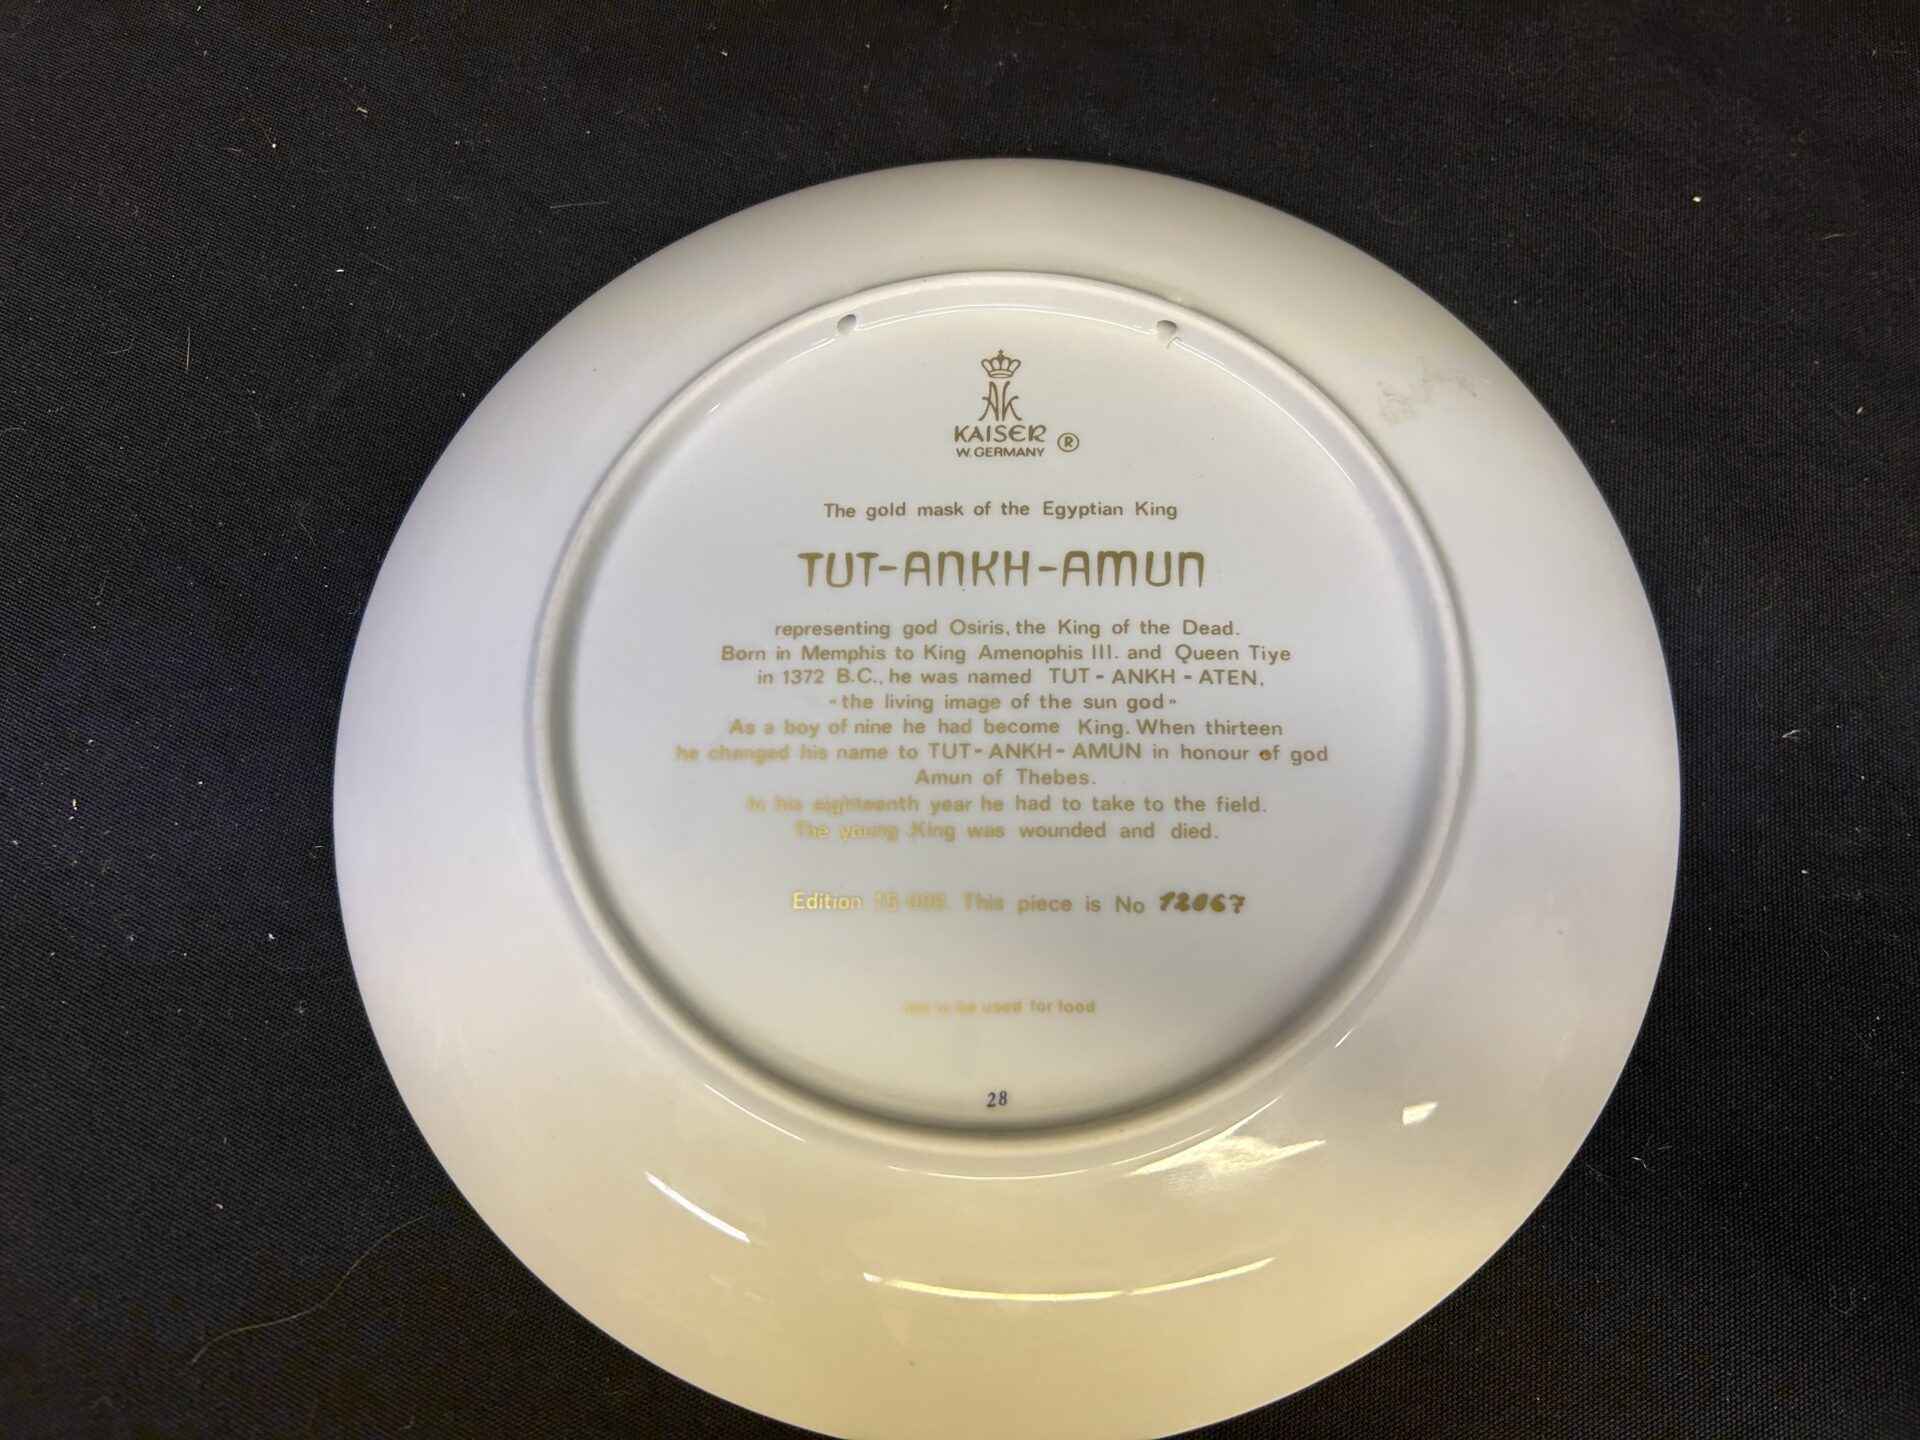 AK
KAISER ®
W. GERMANY
The gold mask of the Egyptian King
TUT-ANKH-AMUN
representing god Osiris, the King of the Dead.
Born in Memphis to King Amenophis III. and Queen Tiye
in 1372 B.C., he was named TUT - ANKH - ATEN,
«the living image of the sun god»
As a boy of nine he had become King. When thirteen
he changed his name to TUT - ANKH - AMUN in honour of god
Amun of Thebes.
In his eighteenth year he had to take to the field.
The young King was wounded and died.
Edition This piece is No 12067
not to be used for food
28